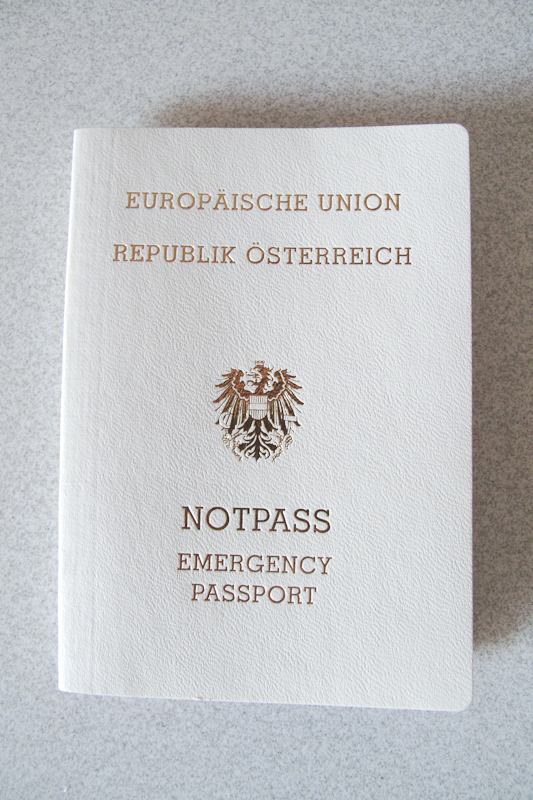 EUROPÄISCHE UNION
REPUBLIK ÖSTERREICH
NOTPASS
EMERGENCY
PASSPORT